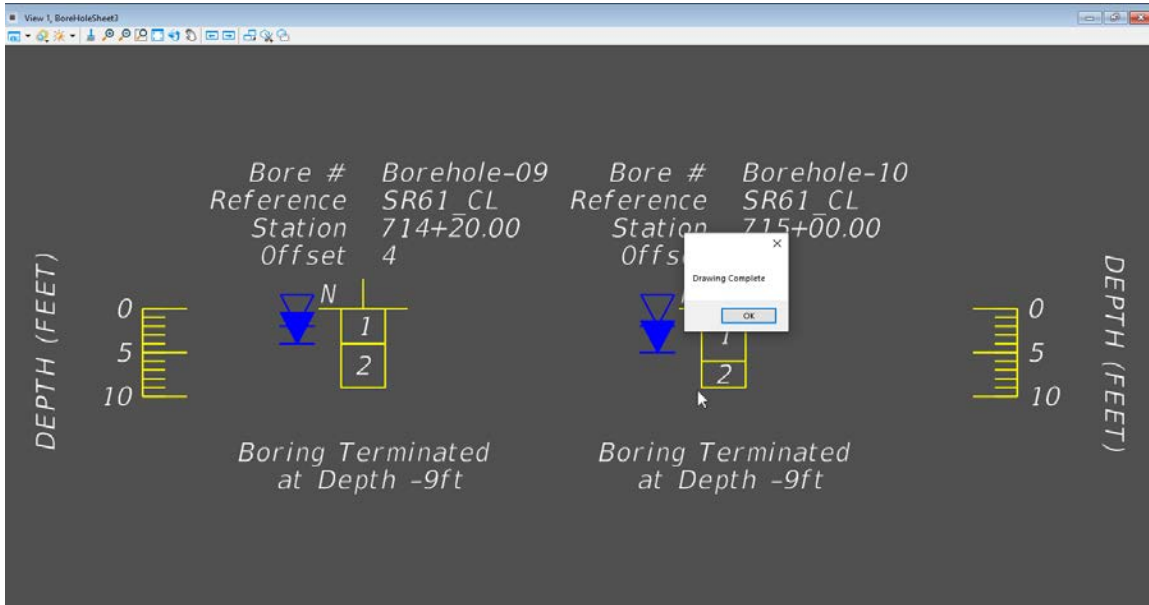 View 1, BoreHoleSheet3
Bore # Borehole-09
Reference SR61_CL
Station 714+20.00
Offset 4
Bore # Borehole-10
Reference SR61_CL
Station 715+00.00
Offs
Drawing Complete
OK
DEPTH (FEET)
0
5
10
N
1
2
1
2
0
5
10
DEPTH (FEET)
Boring Terminated
at Depth -9ft
Boring Terminated
at Depth -9ft